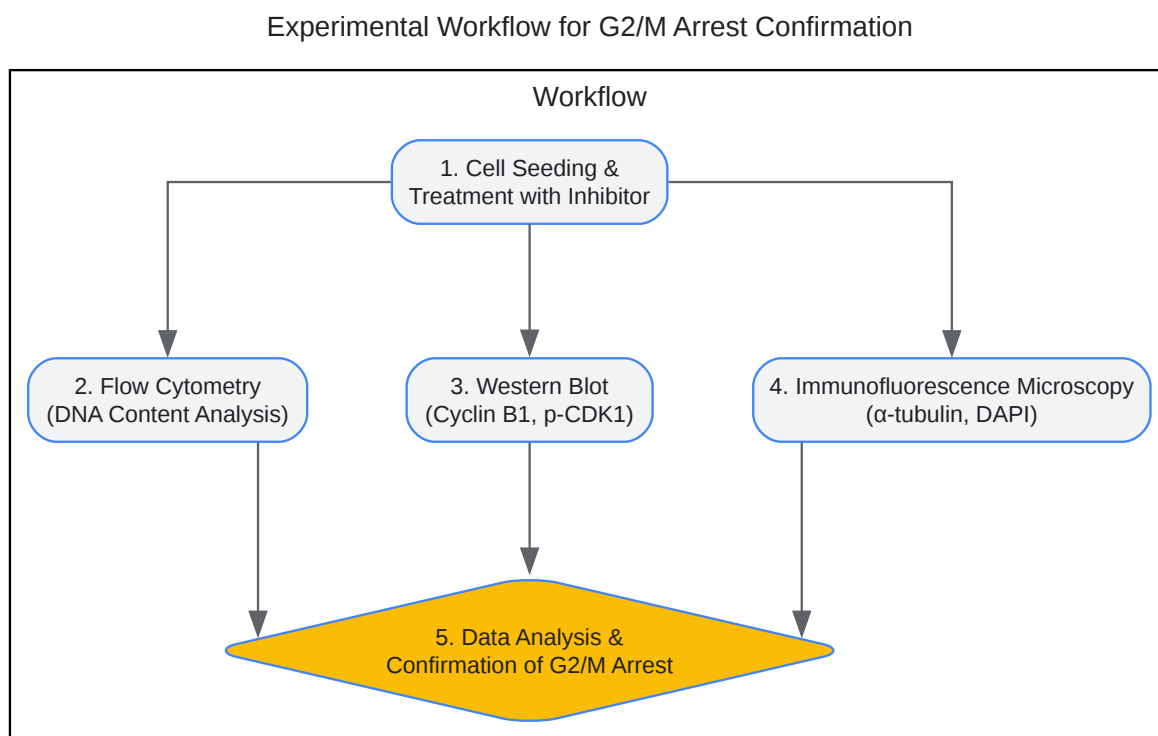 Experimental Workflow for G2/M Arrest Confirmation
Workflow
1. Cell Seeding &
Treatment with Inhibitor
2. Flow Cytometry
(DNA Content Analysis)
3. Western Blot
(Cyclin B1, p-CDK1)
4. Immunofluorescence Microscopy
(α-tubulin, DAPI)
5. Data Analysis &
Confirmation of G2/M Arrest